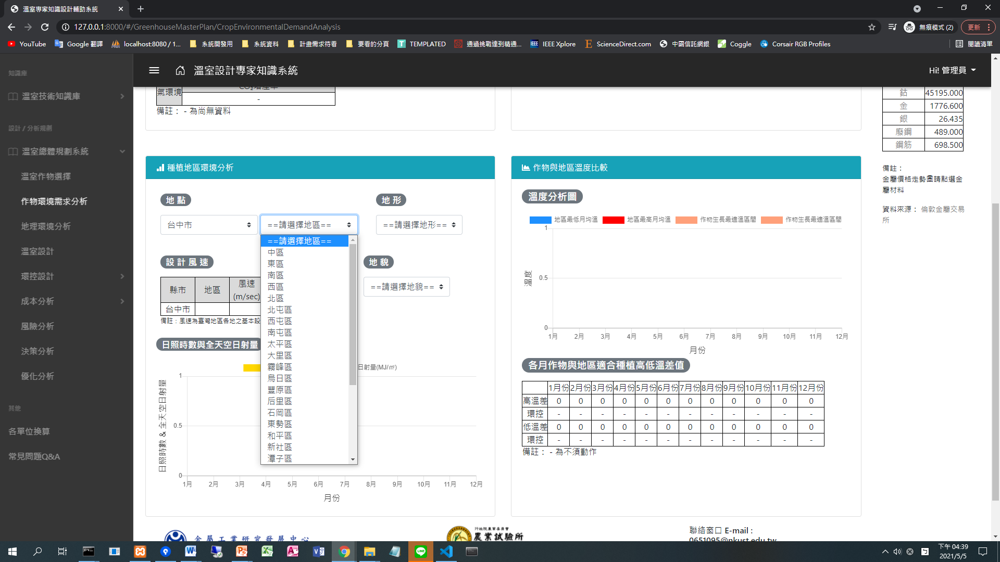 溫室專家知識設計輔助系統
127.0.0.1:8000/#/GreenhouseMasterPlan/CropEnvironmentalDemandAnalysis
無痕模式 (2)
更新
YouTube
Google 翻譯
localhost:8080 / 1...
系統開發用
系統資料
計畫需求待看
要看的分頁
TEMPLATED
通過挑戰達到精通...
IEEE Xplore
ScienceDirect.com
中國信託網銀
Coggle
Corsair RGB Profiles
閱讀清單
溫室設計專家知識系統
Hi! 管理員
知識庫
溫室技術知識庫
設計 / 分析規劃
溫室總體規劃系統
溫室作物選擇
作物環境需求分析
地理環境分析
溫室設計
環控設計
成本分析
風險分析
決策分析
優化分析
其他
各單位換算
常見問題Q&A
氣環境
-
備註： - 為尚無資料
鈷 45195.000
金 1776.600
銀 26.435
廢鋼 489.000
鋼筋 698.500
備註：
金屬價格走勢圖請點選金
屬材料
資料來源： 倫敦金屬交易
所
種植地區環境分析
地 點
地 形
台中市
==請選擇地區==
==請選擇地形==
==請選擇地區==
中區
東區
南區
西區
北區
北屯區
西屯區
南屯區
太平區
大里區
霧峰區
烏日區
豐原區
后里區
石岡區
東勢區
和平區
新社區
潭子區
設 計 風 速
地 貌
==請選擇地貌==
縣市 地區 風速
(m/sec)
台中市
備註：風速為臺灣地區各地之基本設
日照時數與全天空日射量
日射量(MJ/㎡)
日照時數 & 全天空日射量
1
0.5
0
1月 2月 3月 4月 5月 6月 7月 8月 9月 10月 11月 12月
月份
作物與地區溫度比較
溫度分析圖
地區最低月均溫 地區最高月均溫 作物生長最適溫區間 作物生長最適溫區間
溫度
1
0.5
0
1月 2月 3月 4月 5月 6月 7月 8月 9月 10月 11月 12月
月份
各月作物與地區適合種植高低溫差值
1月份 2月份 3月份 4月份 5月份 6月份 7月份 8月份 9月份 10月份 11月份 12月份
高溫差 0 0 0 0 0 0 0 0 0 0 0 0
環控 - - - - - - - - - - - -
低溫差 0 0 0 0 0 0 0 0 0 0 0 0
環控 - - - - - - - - - - - -
備註： - 為不須動作
金屬工業研究發展中心
行政院農業委員會
農業試驗所
聯絡窗口 E-mail :
0651095@nkust.edu.tw
下午 04:39
2021/5/5